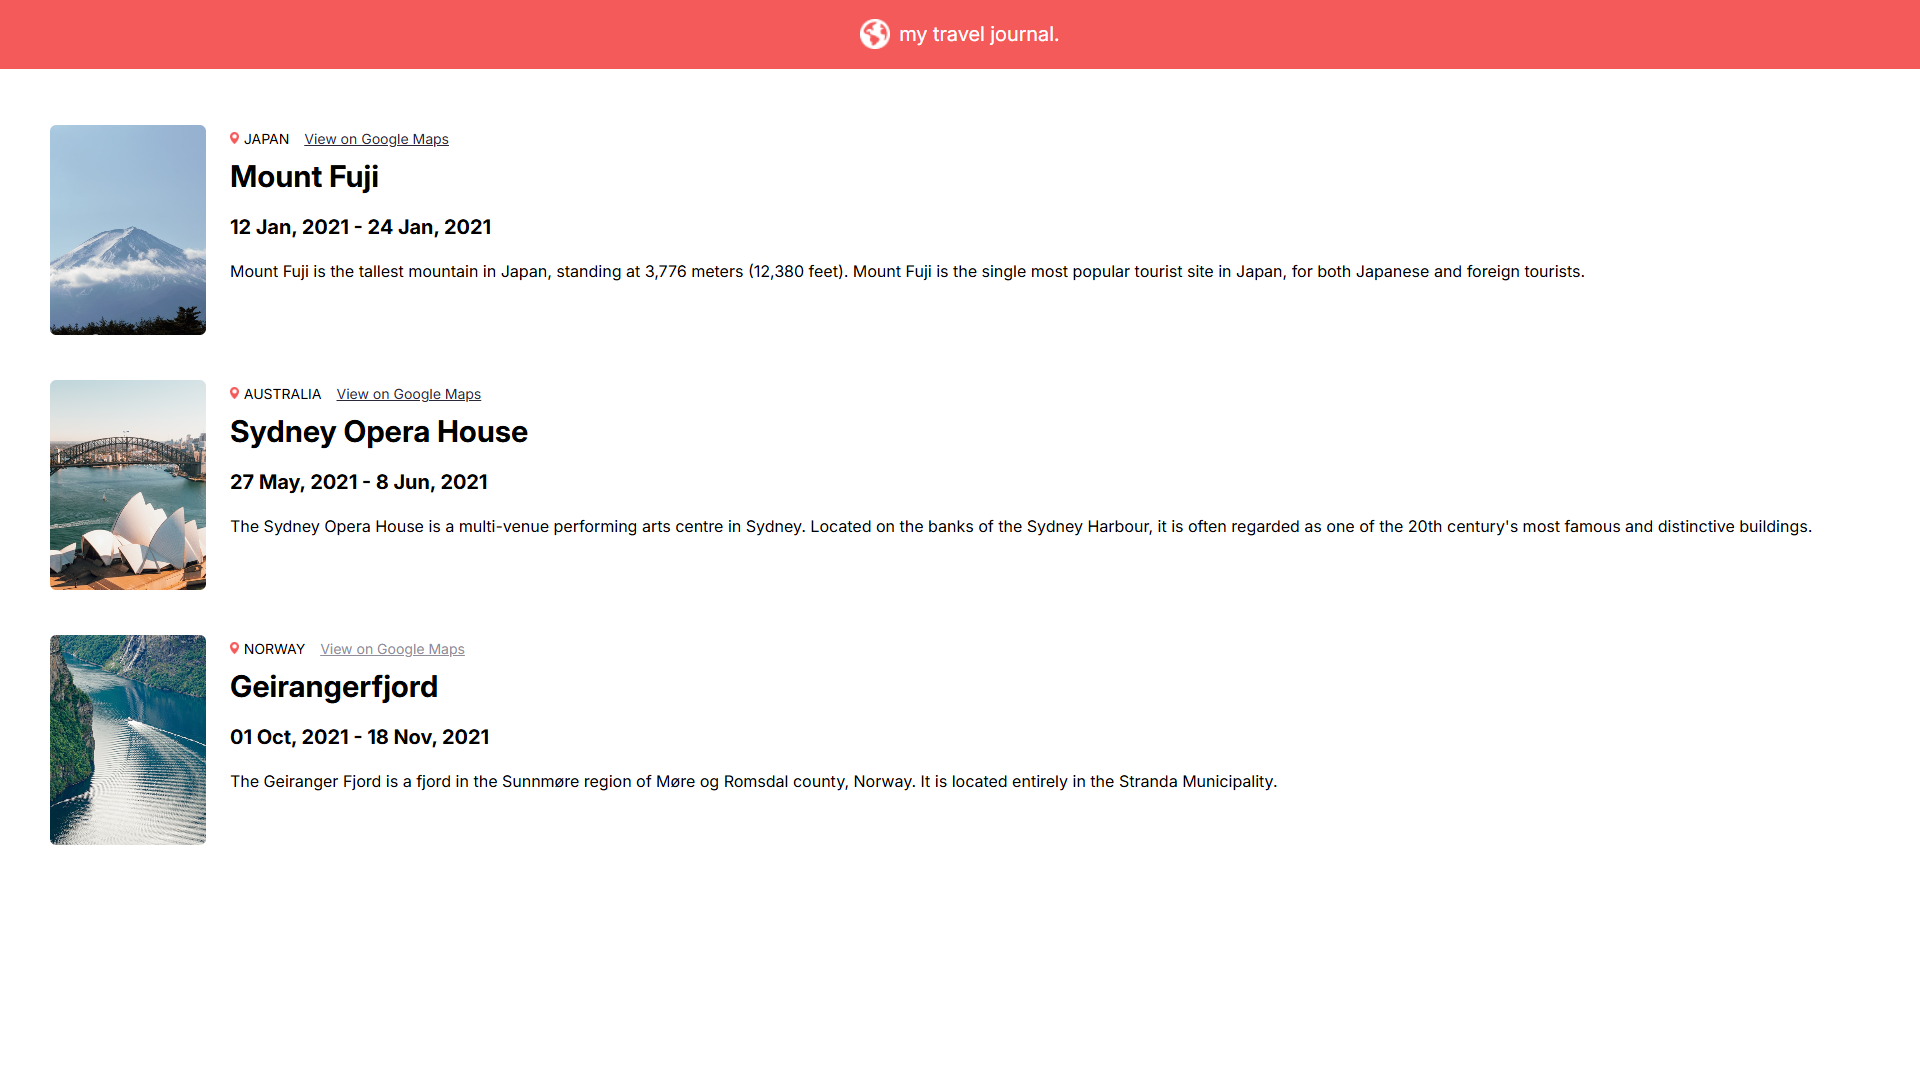 my travel journal.
JAPAN View on Google Maps
Mount Fuji
12 Jan, 2021 - 24 Jan, 2021
Mount Fuji is the tallest mountain in Japan, standing at 3,776 meters (12,380 feet). Mount Fuji is the single most popular tourist site in Japan, for both Japanese and foreign tourists.
AUSTRALIA View on Google Maps
Sydney Opera House
27 May, 2021 - 8 Jun, 2021
The Sydney Opera House is a multi-venue performing arts centre in Sydney. Located on the banks of the Sydney Harbour, it is often regarded as one of the 20th century's most famous and distinctive buildings.
NORWAY View on Google Maps
Geirangerfjord
01 Oct, 2021 - 18 Nov, 2021
The Geiranger Fjord is a fjord in the Sunnmøre region of Møre og Romsdal county, Norway. It is located entirely in the Stranda Municipality.